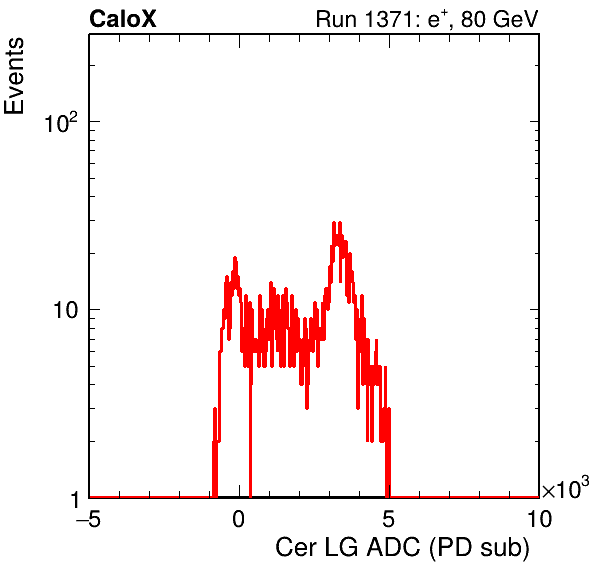 CaloX Run 1371: e⁺, 80 GeV
Events
10²
10
1
−5 0 5 10
×10³
Cer LG ADC (PD sub)